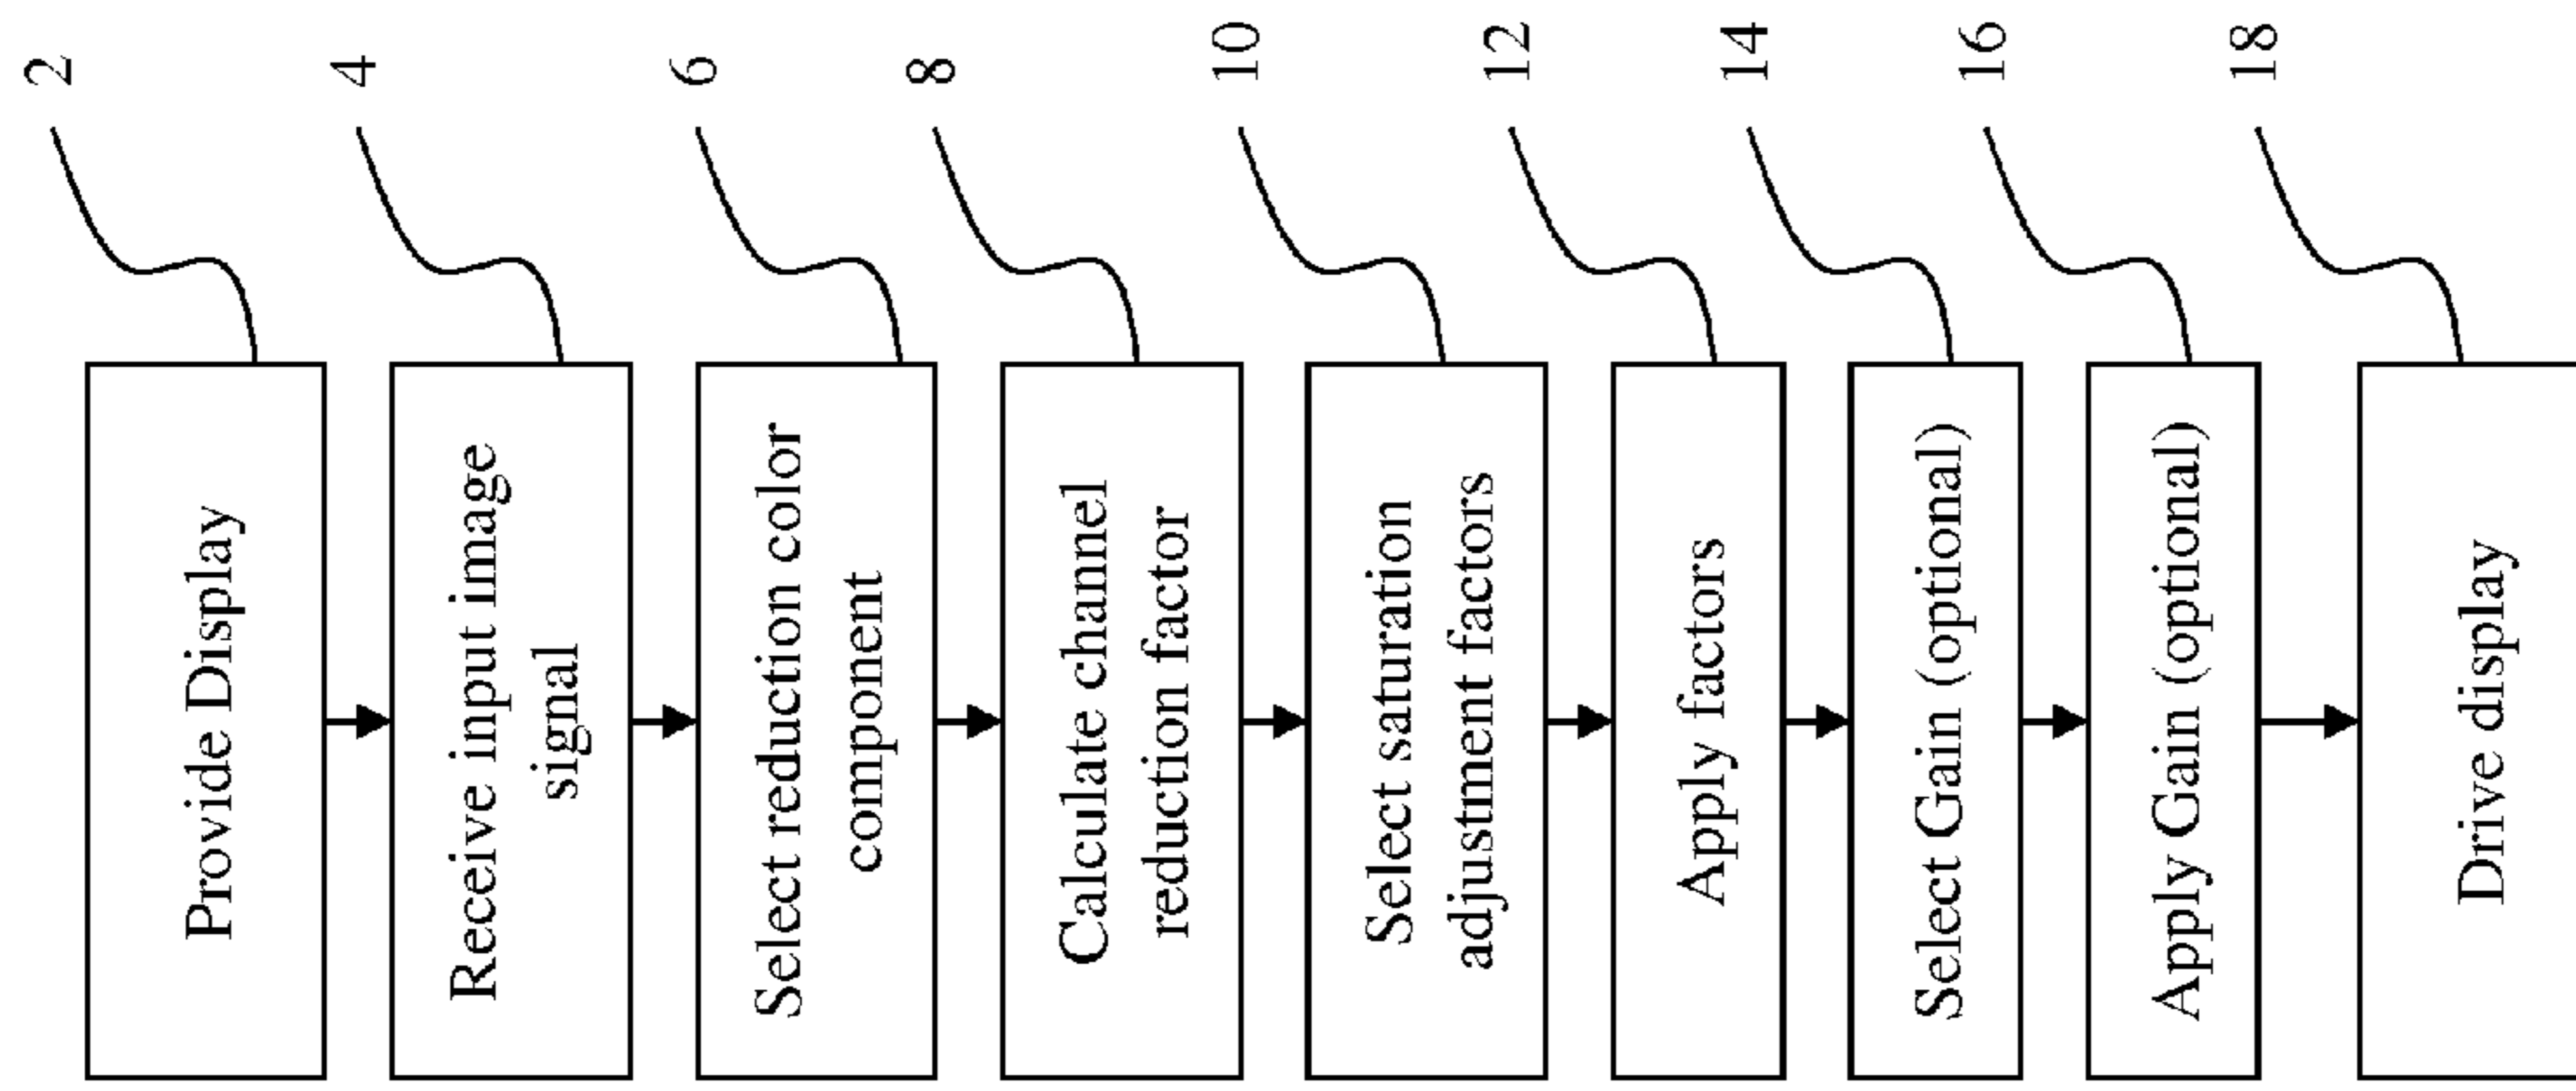 Provide Display
2
Receive input image
signal
4
Select reduction color
component
6
Calculate channel
reduction factor
8
Select saturation
adjustment factors
10
Apply factors
12
Select Gain (optional)
14
Apply Gain (optional)
16
Drive display
18